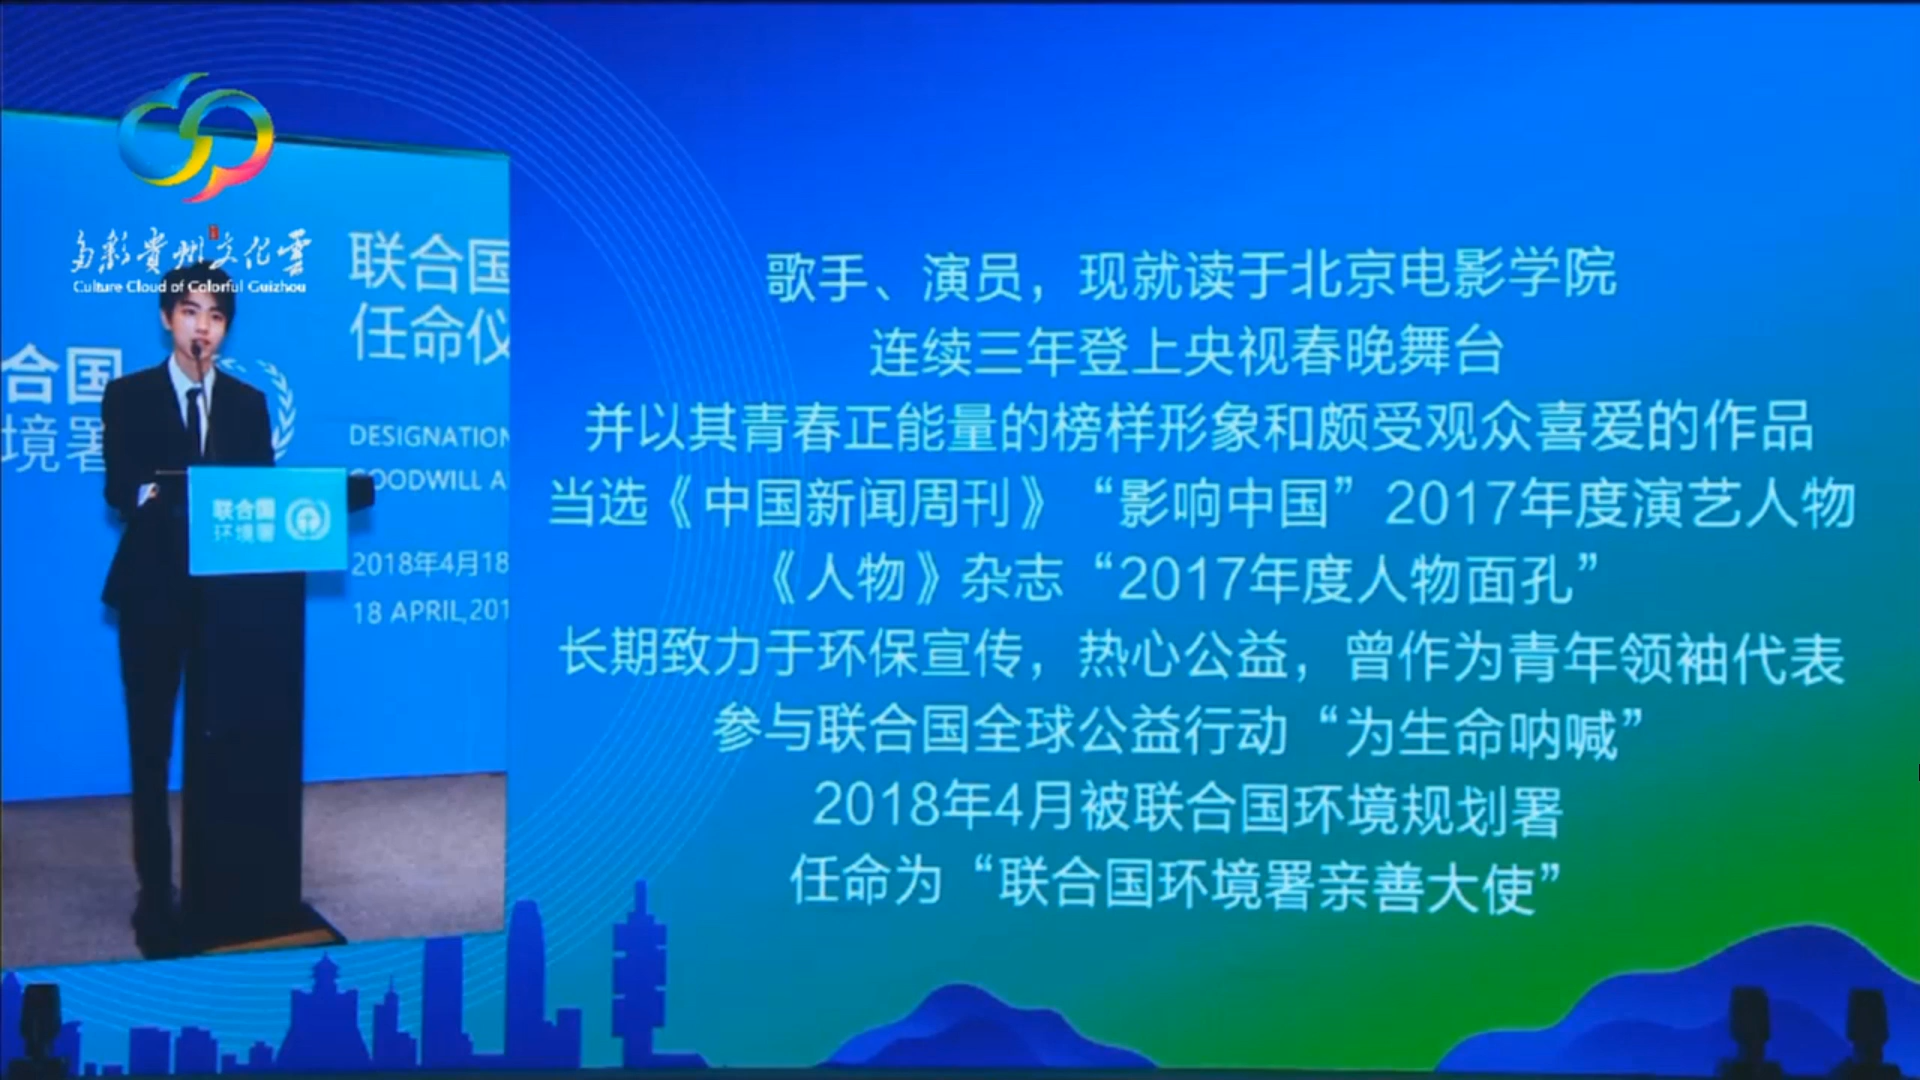 多彩貴州文化雲
Culture Cloud of Colorful Guizhou
联合国
任命仪
合国
境署
DESIGNATION
GOODWILL A
联合国
环境署
2018年4月18
18 APRIL,201
歌手、演员，现就读于北京电影学院
连续三年登上央视春晚舞台
并以其青春正能量的榜样形象和颇受观众喜爱的作品
当选《中国新闻周刊》“影响中国”2017年度演艺人物
《人物》杂志“2017年度人物面孔”
长期致力于环保宣传，热心公益，曾作为青年领袖代表
参与联合国全球公益行动“为生命呐喊”
2018年4月被联合国环境规划署
任命为“联合国环境署亲善大使”